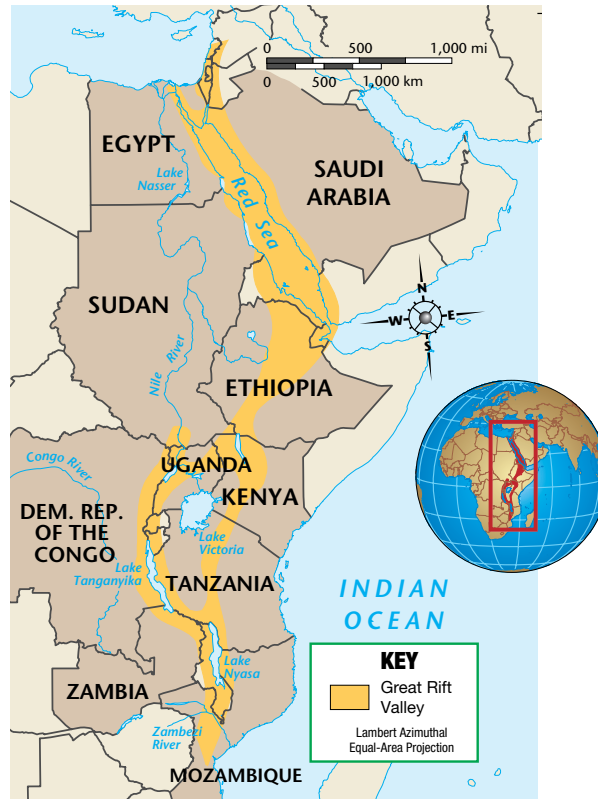 0 500 1,000 mi
0 500 1,000 km
EGYPT
Lake
Nasser
SAUDI
ARABIA
Red Sea
N
W E
S
SUDAN
Nile River
ETHIOPIA
Congo River
UGANDA
KENYA
DEM. REP.
OF THE
CONGO
Lake
Victoria
Lake
Tanganyika
TANZANIA
INDIAN
OCEAN
KEY
Great Rift
Valley
Lambert Azimuthal
Equal-Area Projection
Lake
Nyasa
ZAMBIA
Zambezi
River
MOZAMBIQUE